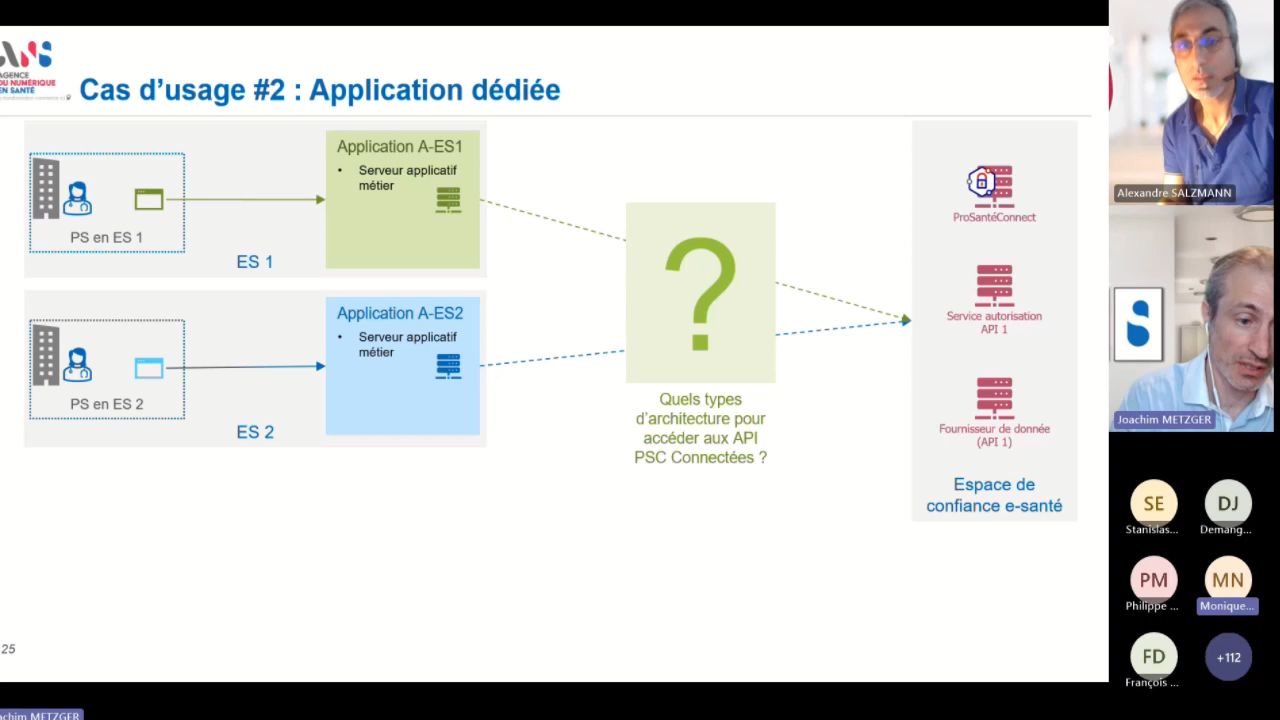 AGENCE
DU NUMÉRIQUE
EN SANTÉ
Cas d'usage #2 : Application dédiée
Application A-ES1
• Serveur applicatif
métier
PS en ES 1
ES 1
Application A-ES2
• Serveur applicatif
métier
PS en ES 2
ES 2
?
Quels types
d'architecture pour
accéder aux API
PSC Connectées ?
ProSantéConnect
Service autorisation
API 1
Fournisseur de donnée
(API 1)
Espace de
confiance e-santé
25
Alexandre SALZMANN
Joachim METZGER
SE
Stanislas...
DJ
Demang...
PM
Philippe ...
MN
Monique...
FD
François ...
+112
achim METZGER